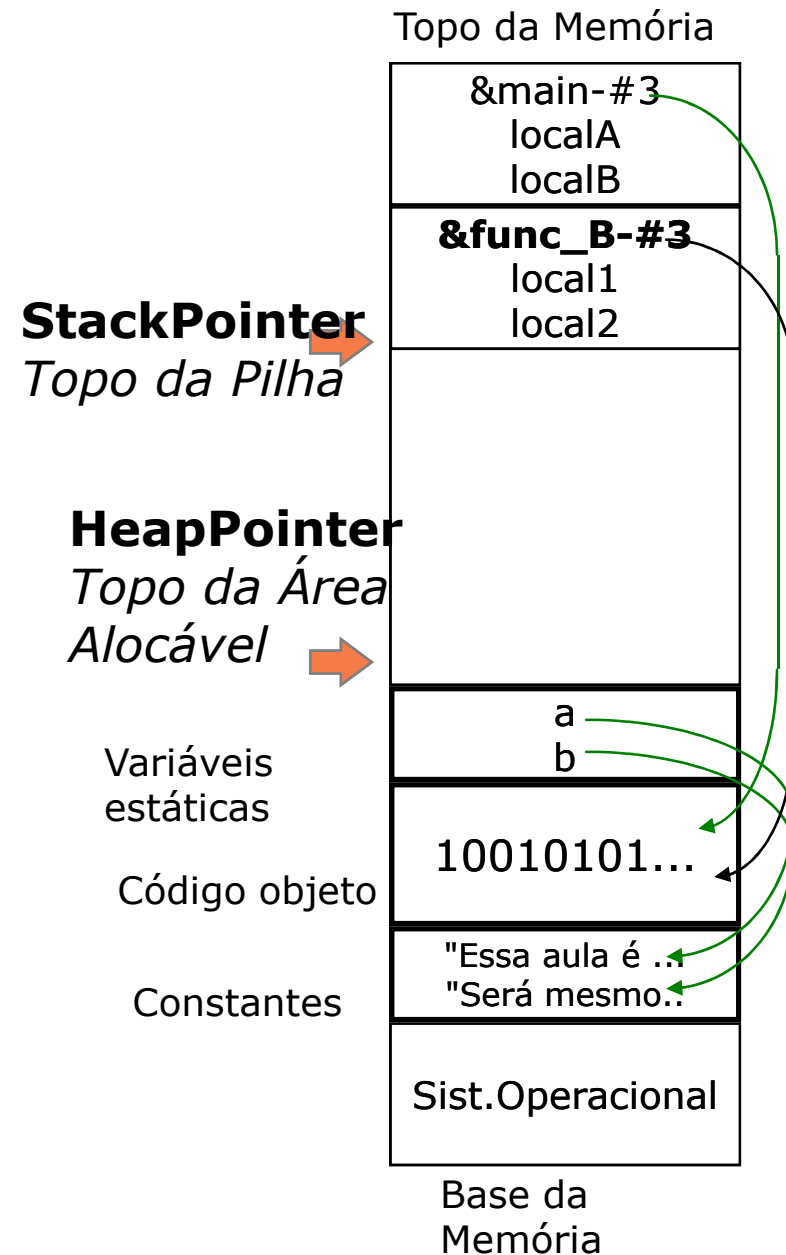 Topo da Memória
&main-#3
localA
localB
&func_B-#3
local1
local2
StackPointer
Topo da Pilha
HeapPointer
Topo da Área
Alocável
a
b
Variáveis
estáticas
10010101...
Código objeto
"Essa aula é ...
"Será mesmo..
Constantes
Sist.Operacional
Base da
Memória